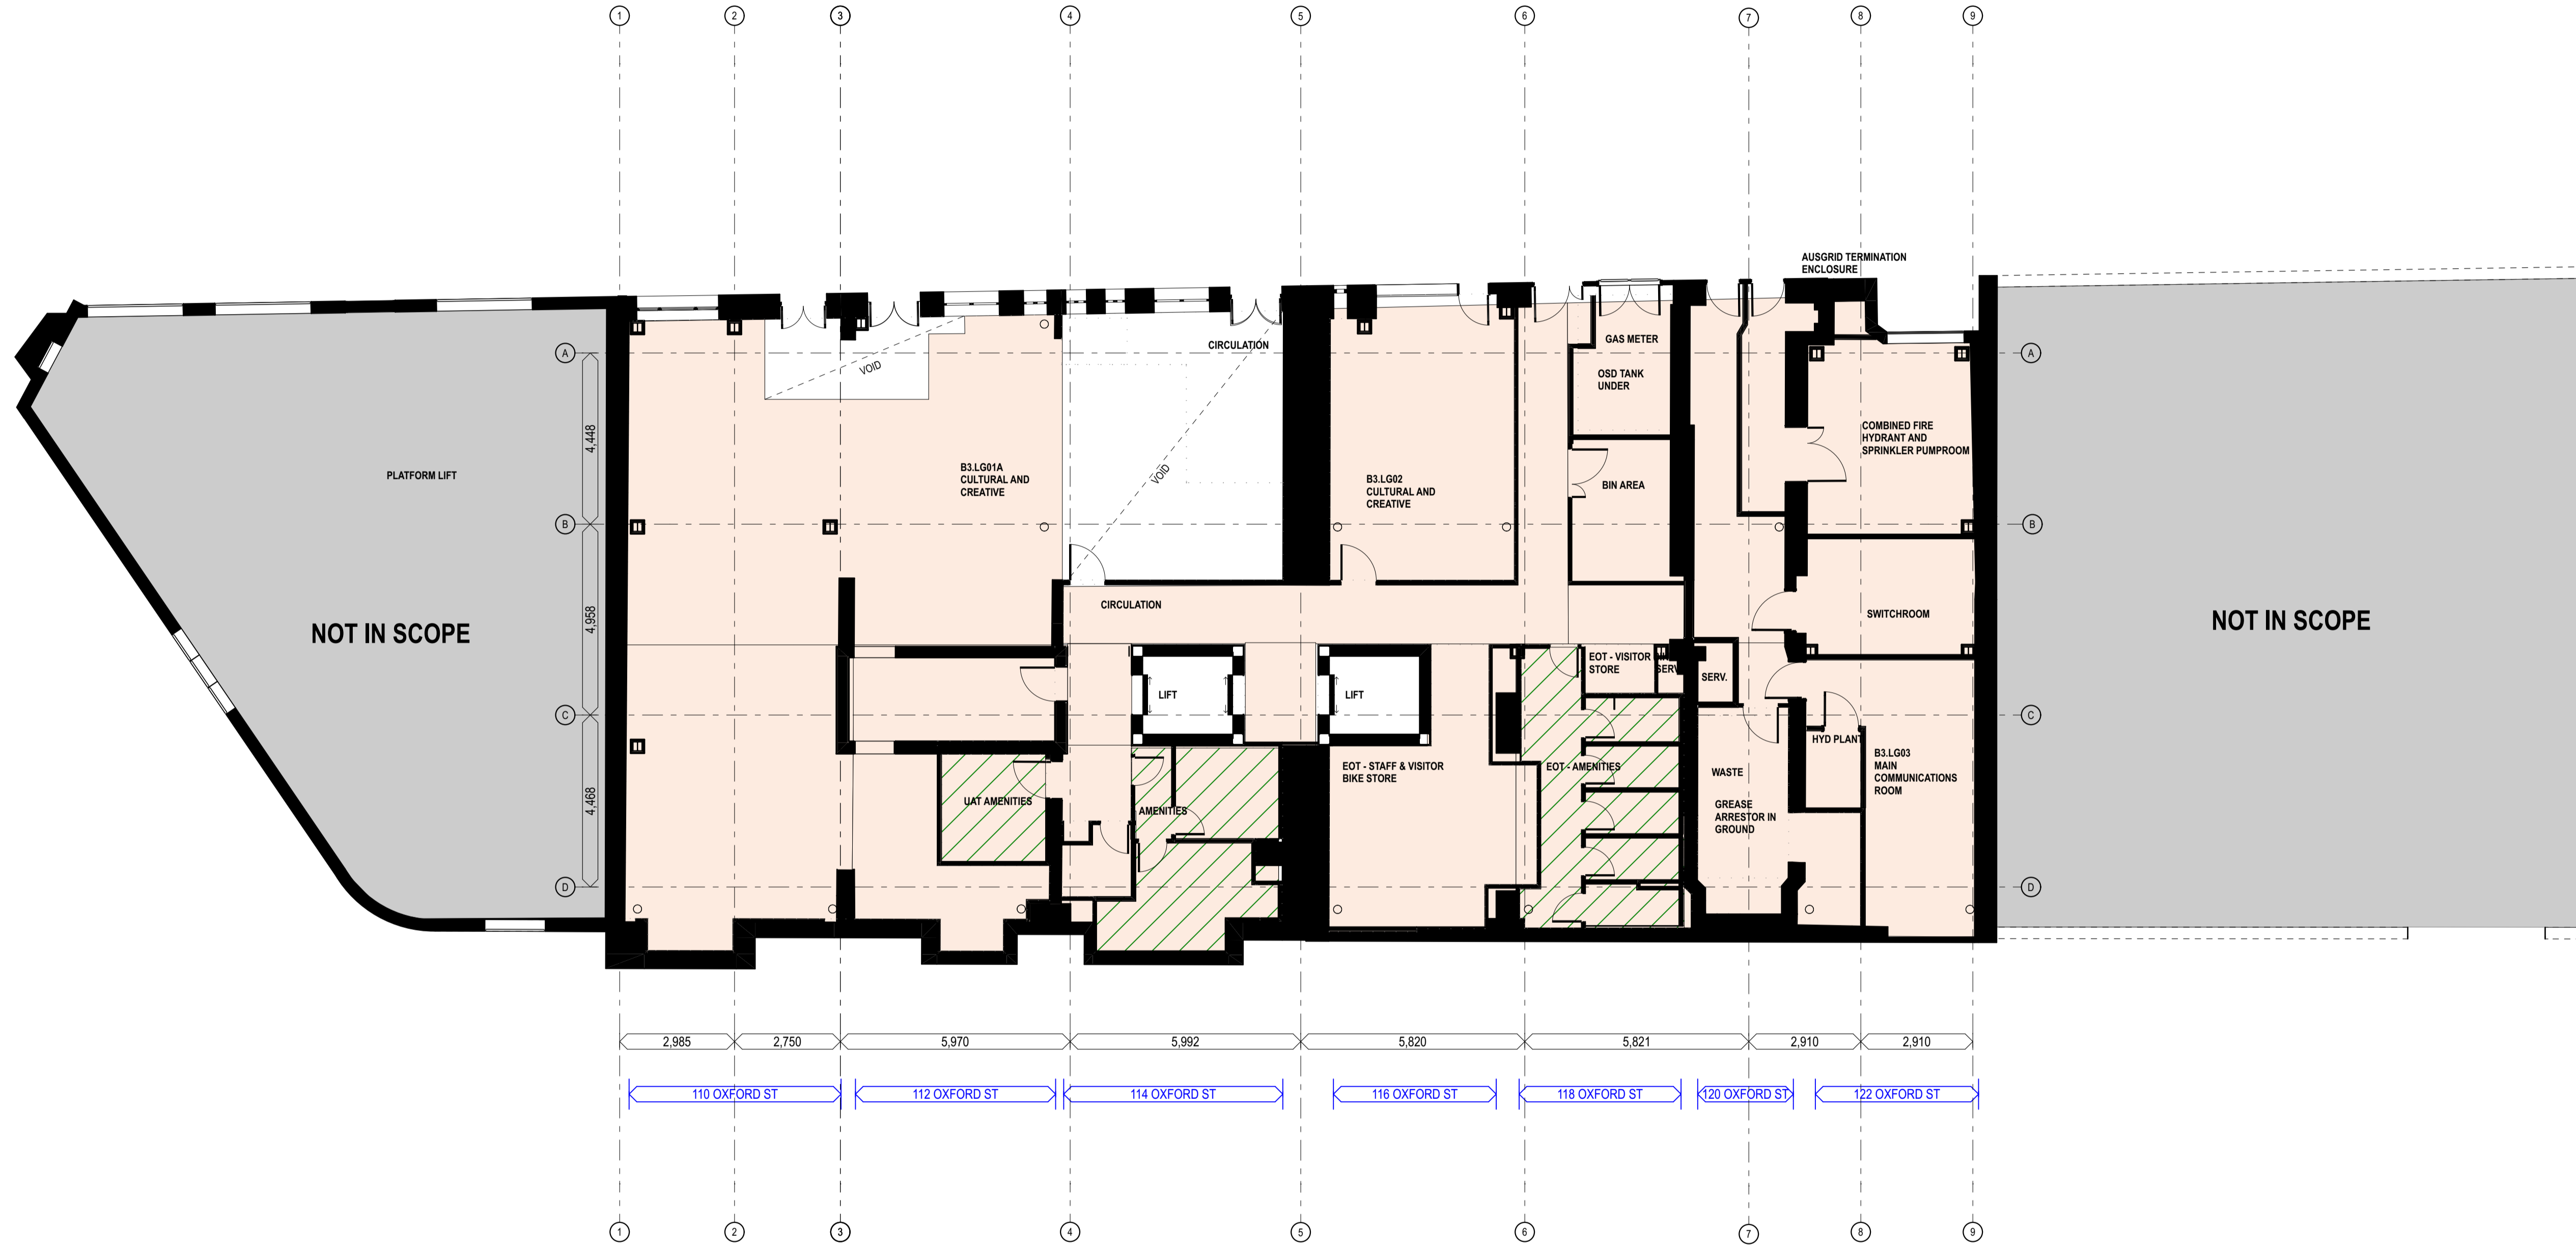 1 2 3 4 5 6 7 8 9
AUSGRID TERMINATION
ENCLOSURE
CIRCULATION
GAS METER
A
A
VOID
OSD TANK
UNDER
COMBINED FIRE
HYDRANT AND
SPRINKLER PUMPROOM
4,448
PLATFORM LIFT
B3.LG01A
CULTURAL AND
CREATIVE
VOID
B3.LG02
CULTURAL AND
CREATIVE
BIN AREA
B
B
4,958
CIRCULATION
SWITCHROOM
NOT IN SCOPE
NOT IN SCOPE
EOT - VISITOR
STORE
SERV
SERV.
LIFT
LIFT
C
C
HYD PLANT
B3.LG03
MAIN
COMMUNICATIONS
ROOM
EOT - STAFF & VISITOR
BIKE STORE
EOT - AMENITIES
WASTE
4,468
UAT AMENITIES
AMENITIES
GREASE
ARRESTOR IN
GROUND
D
D
2,985 2,750 5,970 5,992 5,820 5,821 2,910 2,910
110 OXFORD ST 112 OXFORD ST 114 OXFORD ST 116 OXFORD ST 118 OXFORD ST 120 OXFORD ST 122 OXFORD ST
1 2 3 4 5 6 7 8 9